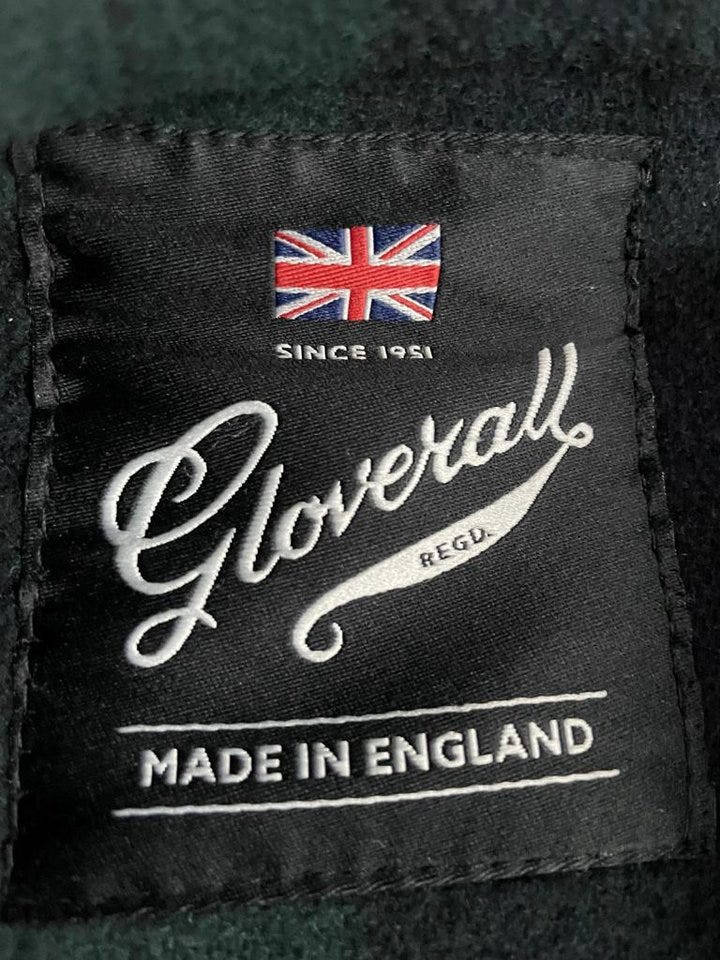 SINCE 1951
Gloverall
REGD.
MADE IN ENGLAND